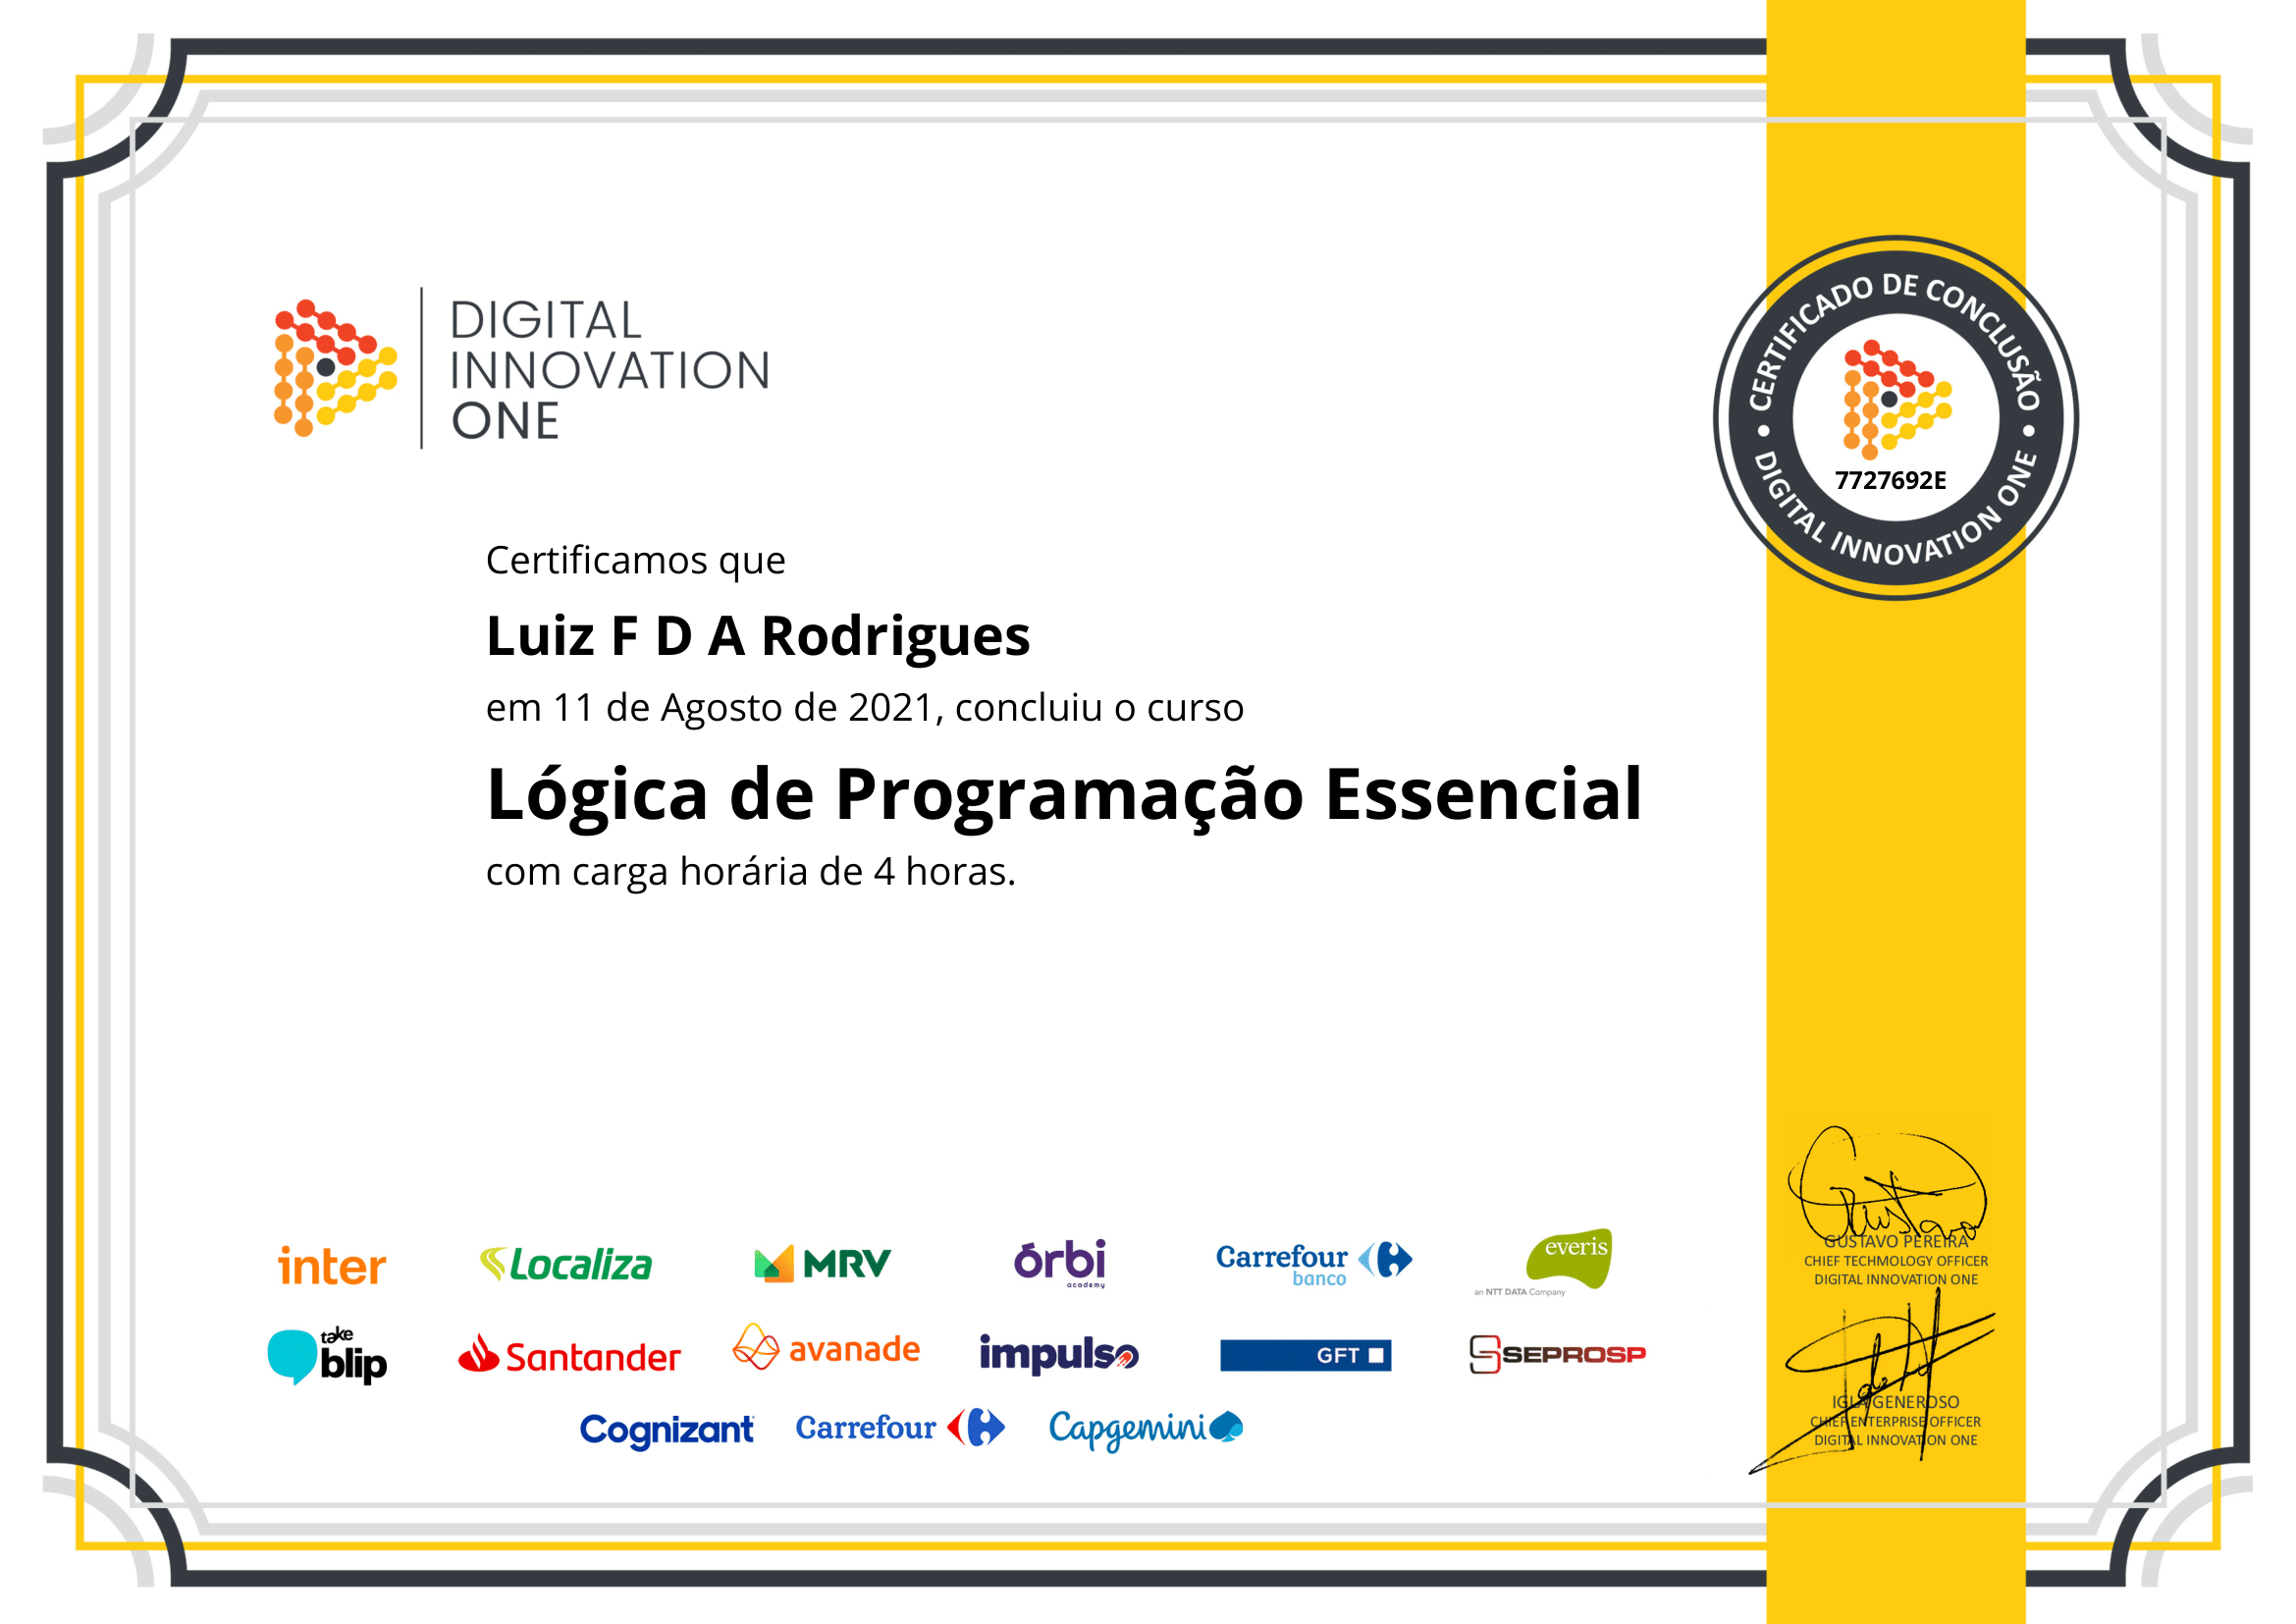 DIGITAL
INNOVATION
ONE
CERTIFICADO DE CONCLUSÃO
7727692E
DIGITAL INNOVATION ONE
Certificamos que
Luiz F D A Rodrigues
em 11 de Agosto de 2021, concluiu o curso
Lógica de Programação Essencial
com carga horária de 4 horas.
Gustavo
GUSTAVO PEREIRA
CHIEF TECHMOLOGY OFFICER
DIGITAL INNOVATION ONE
inter
Localiza
MRV
órbi
academy
Carrefour
banco
everis
an NTT DATA Company
take
blip
Santander
avanade
impulso
GFT
SEPROSP
IGLA GENEROSO
CHIEF ENTERPRISE OFFICER
DIGITAL INNOVATION ONE
Cognizant
Carrefour
Capgemini